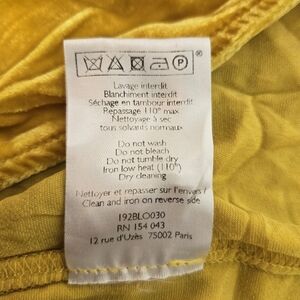 P ®
Lavage interdit
Blanchiment interdit
Séchage en tambour interdit
Repassage 110° max
Nettoyage à sec
tous solvants normaux
Do not wash
Do not bleach
Do not tumble dry
Iron low heat (110°)
Dry cleaning
Nettoyer et repasser sur l'envers /
Clean and iron on reverse side
192BLO030
RN 154 043
12 rue d'Uzès 75002 Paris